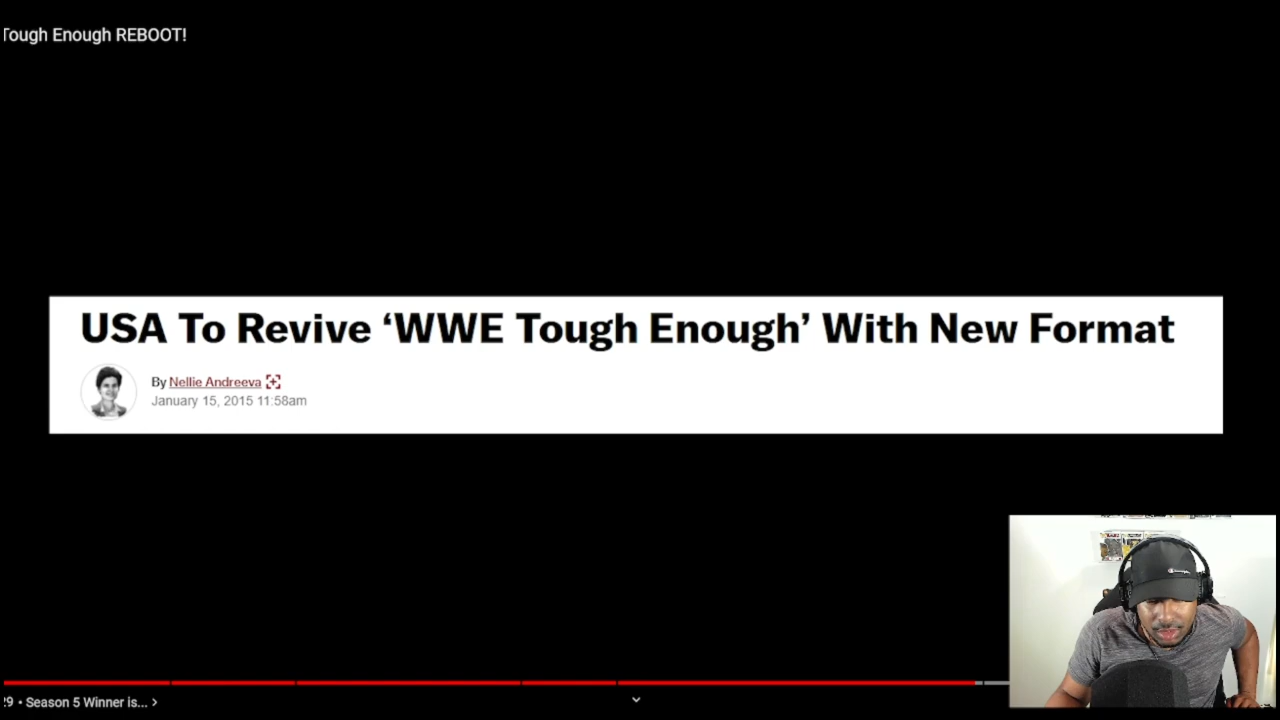 Tough Enough REBOOT!
USA To Revive ‘WWE Tough Enough’ With New Format
By Nellie Andreeva
January 15, 2015 11:58am
29 • Season 5 Winner is... >